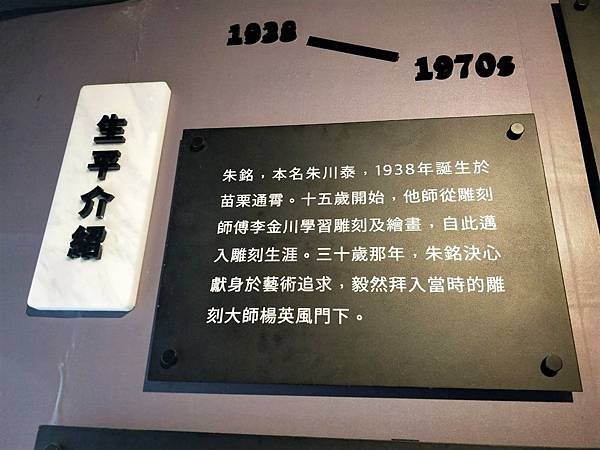 1938
1970s
生平介紹
朱銘，本名朱川泰，1938年誕生於
苗栗通霄。十五歲開始，他師從雕刻
師傅李金川學習雕刻及繪畫，自此邁
入雕刻生涯。三十歲那年，朱銘決心
獻身於藝術追求，毅然拜入當時的雕
刻大師楊英風門下。